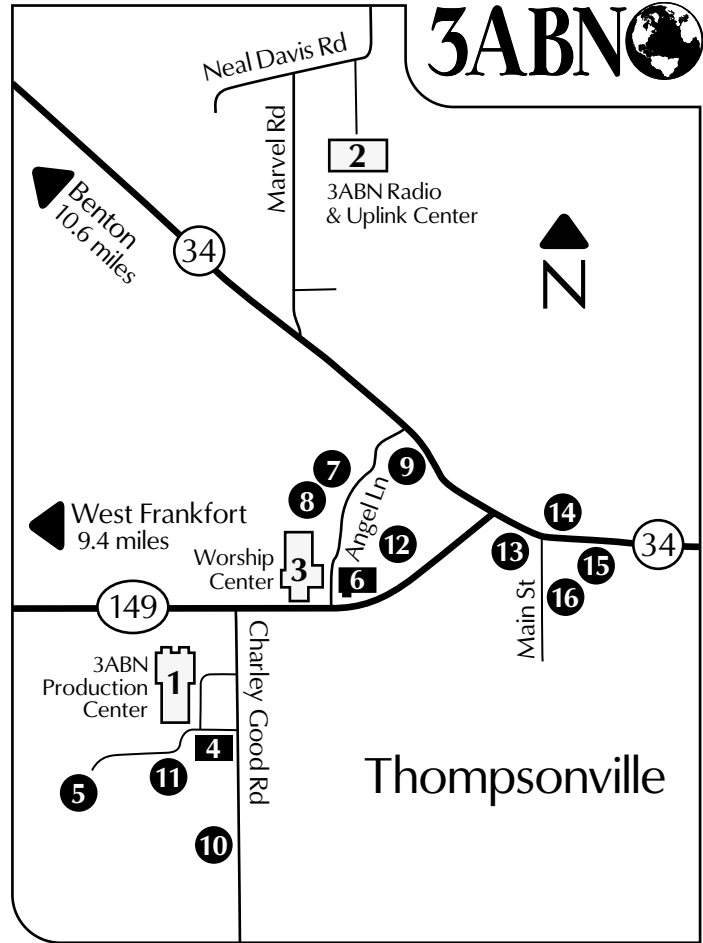 3ABN
Neal Davis Rd
Marvel Rd
2
3ABN Radio
& Uplink Center
Benton
10.6 miles
34
N
7
8
9
Angel Ln
West Frankfort
9.4 miles
Worship
Center
3
6
12
13
14
34
15
16
Main St
149
3ABN
Production
Center
1
Charley Good Rd
4
5
11
10
Thompsonville